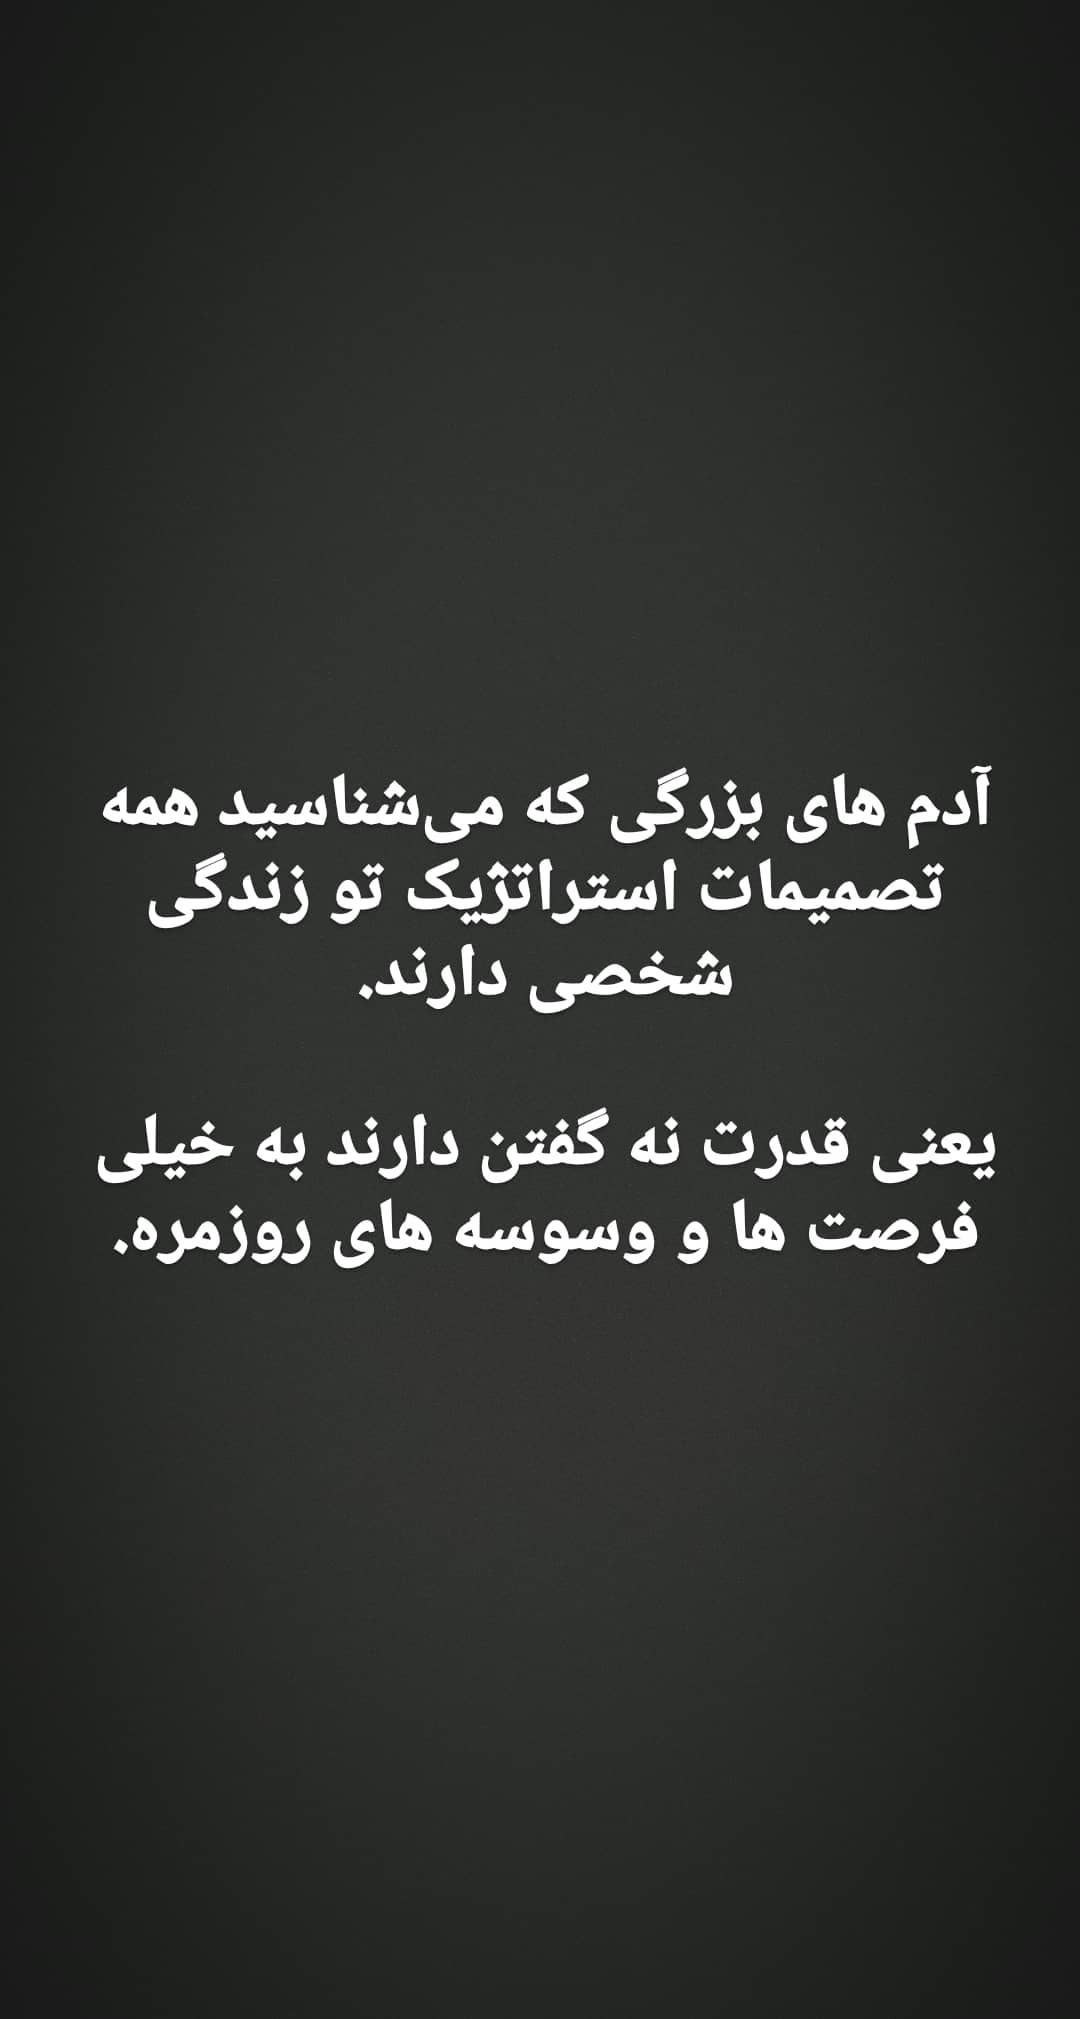 آدم های بزرگی که می‌شناسید همه
تصمیمات استراتژیک تو زندگی
شخصی دارند.
یعنی قدرت نه گفتن دارند به خیلی
فرصت ها و وسوسه های روزمره.